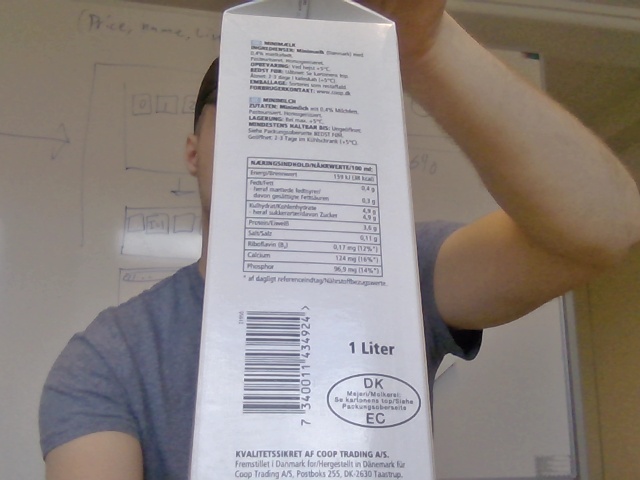 (Price, name, Lis
MINIMÆLK
INGREDIENSER: Minimælk (Danmark) med
0,4% mælkefedt.
Pasteuriseret, homogeniseret.
OPBEVARING: Ved højst +5°C.
BEDST FØR: Uåbnet: Se kartonens top
Åbnet: 2-3 dage i køleskab (+5°C).
EMBALLAGE: Sorteres som restaffald.
FORBRUGERKONTAKT: www.coop.dk
MINIMILCH
ZUTATEN: Minimilch mit 0,4% Milchfett.
Pasteurisiert, Homogenisiert.
LAGERUNG: Bei max. +5°C.
MINDESTENS HALTBAR BIS: Ungeöffnet:
Siehe Packungsoberseite BEDST FØR.
Geöffnet: 2-3 Tage im Kühlschrank (+5°C).
NÆRINGSINDHOLD/NÄHRWERTE/100 ml:
Energi/Brennwert 159 kJ (38 kcal)
Fedt/Fett 0,4 g
- heraf mættede fedtsyrer/
davon gesättigte Fettsäuren 0,3 g
Kulhydrat/Kohlenhydrate 4,9 g
- heraf sukkerarter/davon Zucker 4,9 g
Protein/Eiweiß 3,5 g
Salt/Salz 0,11 g
Riboflavin (B₂) 0,17 mg (12%*)
Calcium 124 mg (16%*)
Phosphor 96,9 mg (14%*)
* af dagligt referenceindtag/Nährstoffbezugswerte.
7 340011 434924 >
1 Liter
DK
Mejeri/Molkerei:
Se kartonens top/Siehe
Packungsoberseite
EC
KVALITETSSIKRET AF COOP TRADING A/S.
Fremstillet i Danmark for/Hergestellt in Dänemark für
Coop Trading A/S, Postboks 255, DK-2630 Taastrup.